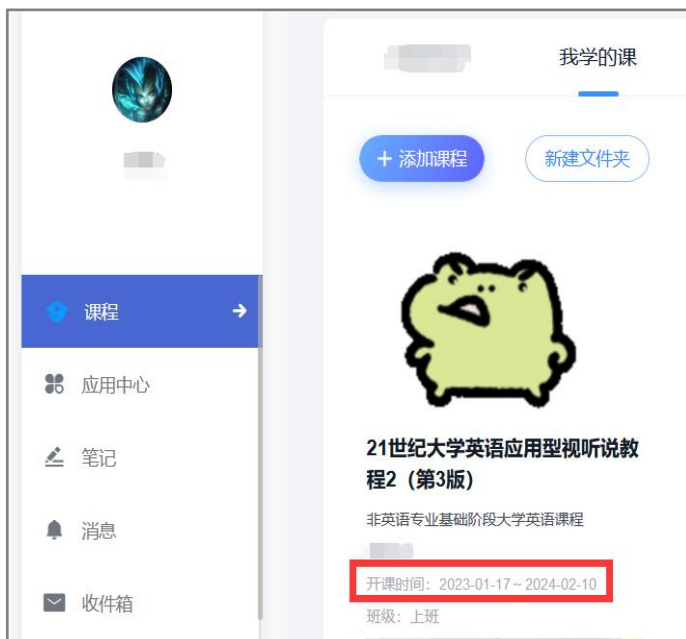 我学的课
+ 添加课程
新建文件夹
课程
应用中心
笔记
消息
收件箱
21世纪大学英语应用型视听说教
程2（第3版）
非英语专业基础阶段大学英语课程
开课时间：2023-01-17～2024-02-10
班级：上班